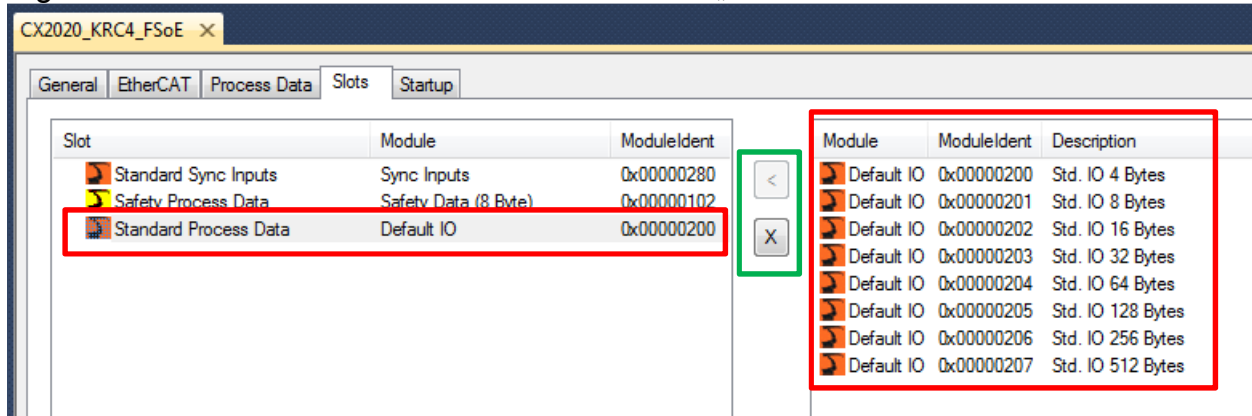 CX2020_KRC4_FSoE ×
General EtherCAT Process Data Slots Startup
Slot Module ModuleIdent
Standard Sync Inputs Sync Inputs 0x00000280
Safety Process Data Safety Data (8 Byte) 0x00000102
Standard Process Data Default IO 0x00000200
<
X
Module ModuleIdent Description
Default IO 0x00000200 Std. IO 4 Bytes
Default IO 0x00000201 Std. IO 8 Bytes
Default IO 0x00000202 Std. IO 16 Bytes
Default IO 0x00000203 Std. IO 32 Bytes
Default IO 0x00000204 Std. IO 64 Bytes
Default IO 0x00000205 Std. IO 128 Bytes
Default IO 0x00000206 Std. IO 256 Bytes
Default IO 0x00000207 Std. IO 512 Bytes